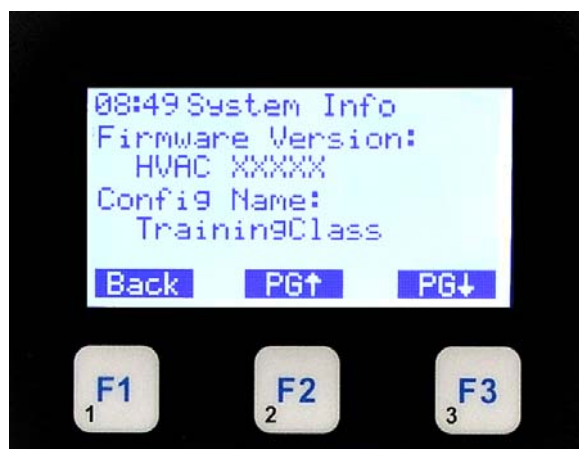 08:49 System Info
Firmware Version:
HVAC XXXXX
Config Name:
TrainingClass
Back PG↑ PG↓
F1 F2 F3
1 2 3